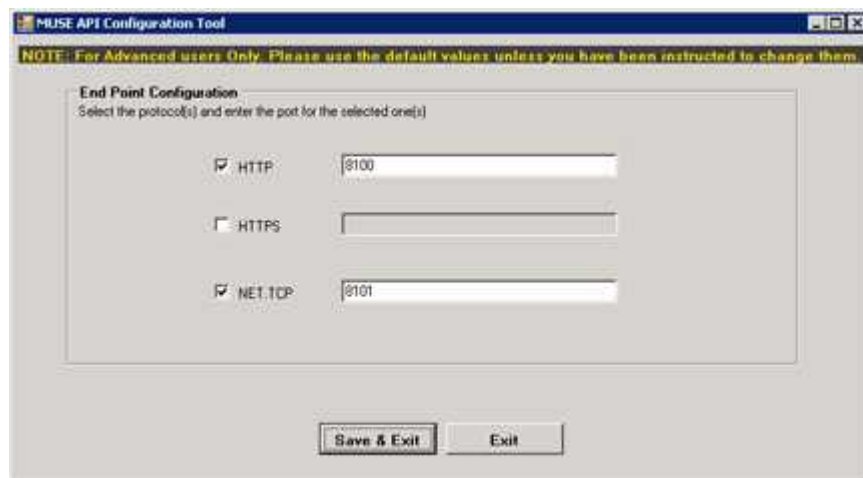 MUSE API Configuration Tool
NOTE: For Advanced users Only. Please use the default values unless you have been instructed to change them.
End Point Configuration
Select the protocol(s) and enter the port for the selected one(s)
HTTP 8100
HTTPS
NET.TCP 8101
Save & Exit Exit